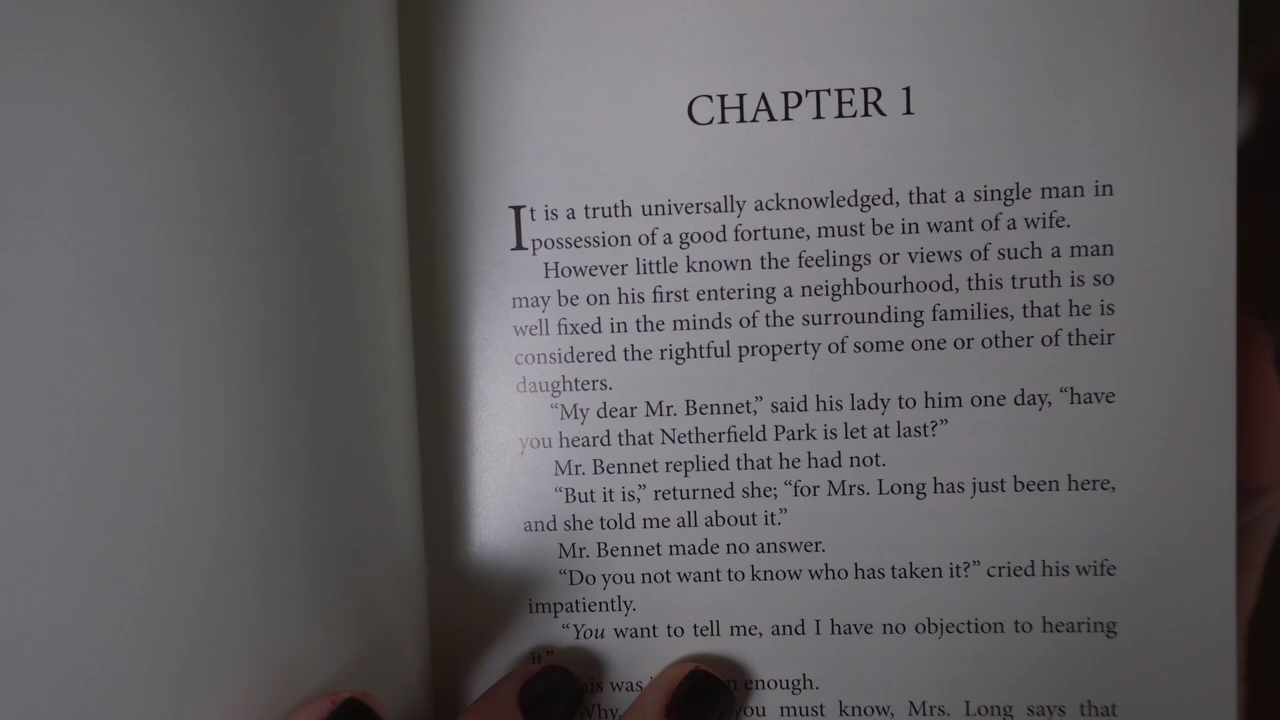 CHAPTER 1
It is a truth universally acknowledged, that a single man in
possession of a good fortune, must be in want of a wife.
However little known the feelings or views of such a man
may be on his first entering a neighbourhood, this truth is so
well fixed in the minds of the surrounding families, that he is
considered the rightful property of some one or other of their
daughters.
“My dear Mr. Bennet,” said his lady to him one day, “have
you heard that Netherfield Park is let at last?”
Mr. Bennet replied that he had not.
“But it is,” returned she; “for Mrs. Long has just been here,
and she told me all about it.”
Mr. Bennet made no answer.
“Do you not want to know who has taken it?” cried his wife
impatiently.
“You want to tell me, and I have no objection to hearing
it”
was enough.
you must know, Mrs. Long says that